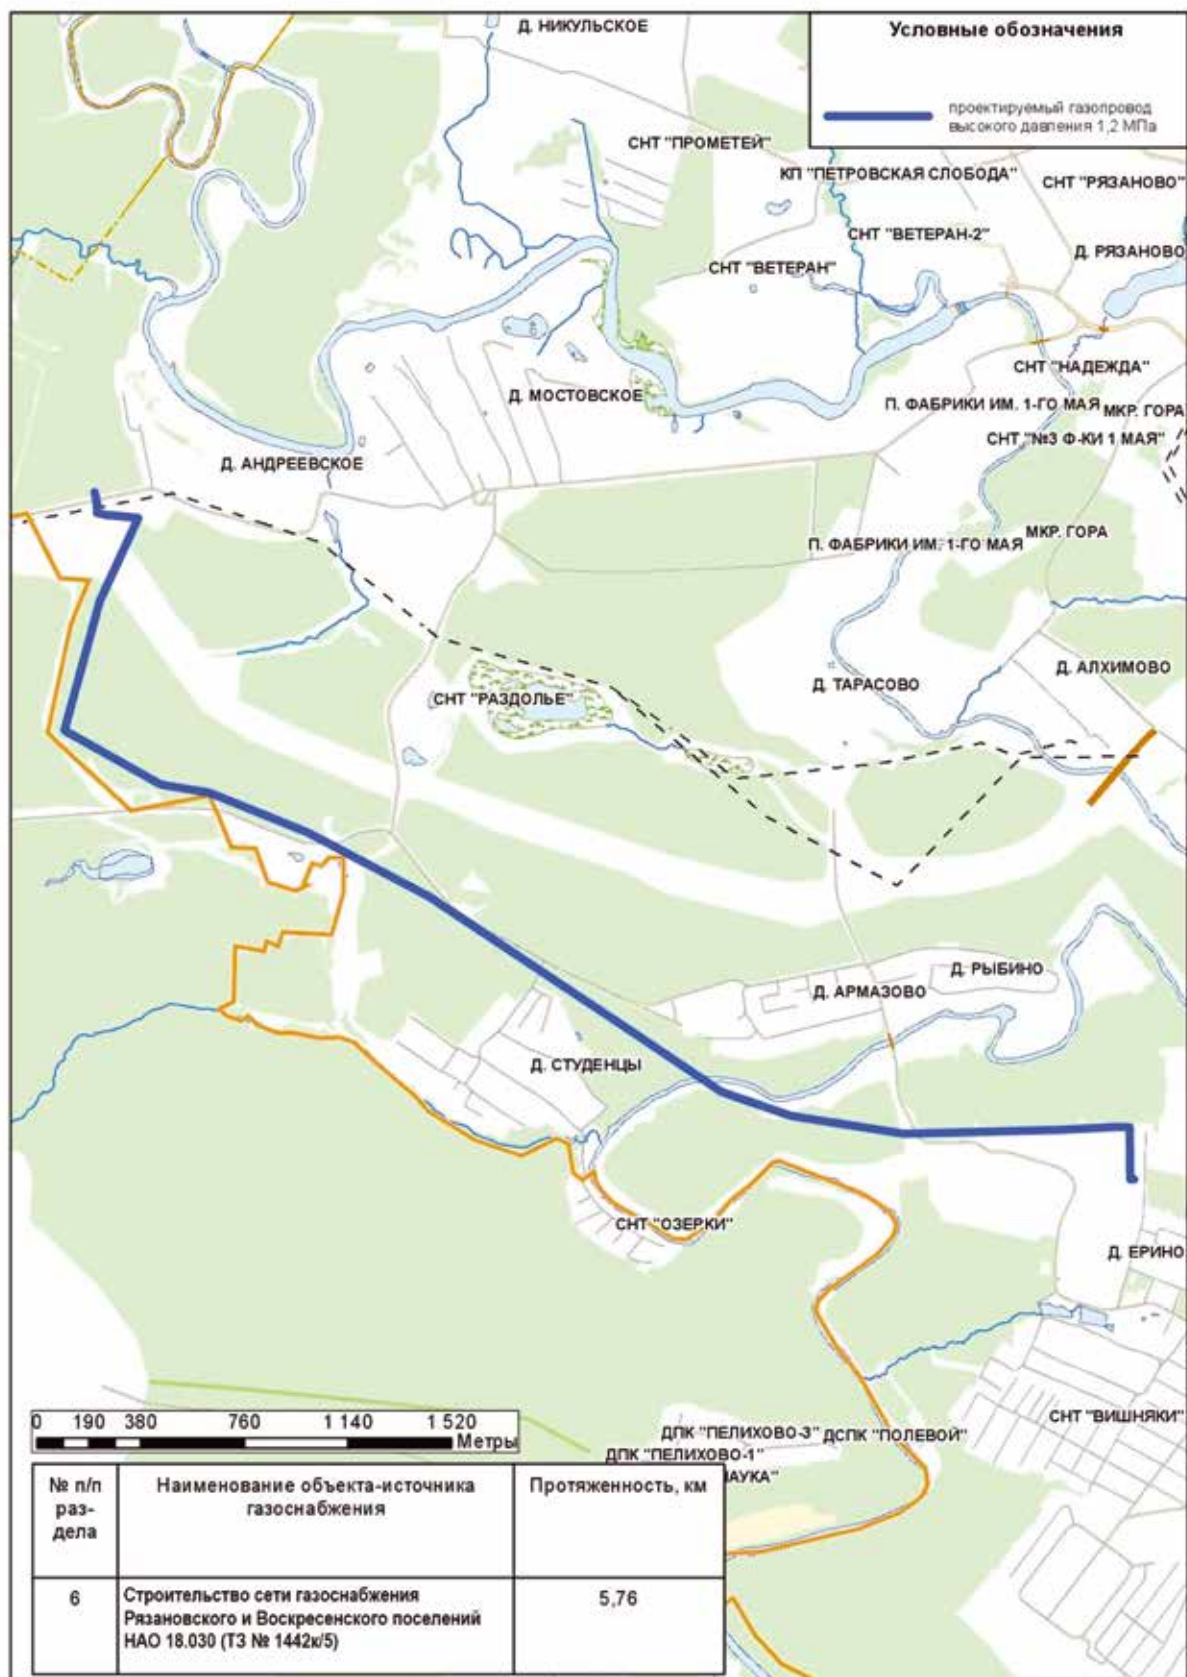 Д. НИКУЛЬСКОЕ
Условные обозначения
проектируемый газопровод
высокого давления 1,2 МПа
СНТ "ПРОМЕТЕЙ"
КП "ПЕТРОВСКАЯ СЛОБОДА"
СНТ "РЯЗАНОВО"
СНТ "ВЕТЕРАН-2"
Д. РЯЗАНОВО
СНТ "ВЕТЕРАН"
СНТ "НАДЕЖДА"
Д. МОСТОВСКОЕ
П. ФАБРИКИ ИМ. 1-ГО МАЯ
МКР. ГОРА
СНТ "№3 Ф-КИ 1 МАЯ"
Д. АНДРЕЕВСКОЕ
П. ФАБРИКИ ИМ. 1-ГО МАЯ
МКР. ГОРА
Д. АЛХИМОВО
Д. ТАРАСОВО
СНТ "РАЗДОЛЬЕ"
Д. РЫБИНО
Д. АРМАЗОВО
Д. СТУДЕНЦЫ
СНТ "ОЗЕРКИ"
Д. ЕРИНО
СНТ "ВИШНЯКИ"
0 190 380 760 1 140 1 520
Метры
ДПК "ПЕЛИХОВО-3"
ДСПК "ПОЛЕВОЙ"
ДПК "ПЕЛИХОВО-1"
НАУКА"
№ п/п
раз-
дела
Наименование объекта-источника
газоснабжения
Протяженность, км
6
Строительство сети газоснабжения
Рязановского и Воскресенского поселений
НАО 18.030 (ТЗ № 1442к/5)
5,76